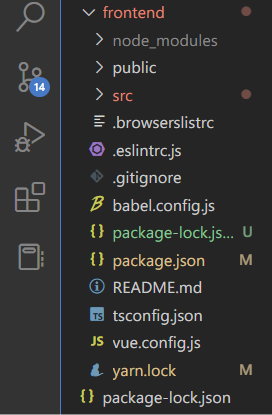 frontend
node_modules
14
public
src
.browserslistrc
.eslintrc.js
.gitignore
babel.config.js
package-lock.js... U
package.json M
README.md
TS tsconfig.json
vue.config.js
yarn.lock M
package-lock.json